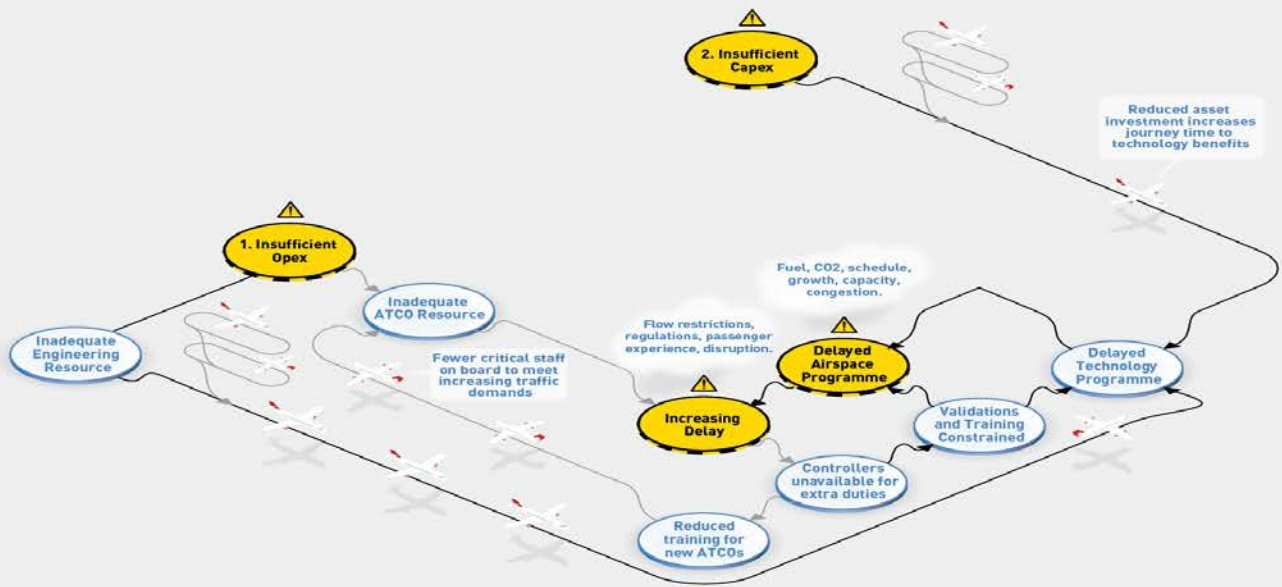 2. Insufficient
Capex
Reduced asset
investment increases
journey time to
technology benefits
1. Insufficient
Opex
Inadequate
ATCO Resource
Inadequate
Engineering
Resource
Fewer critical staff
on board to meet
increasing traffic
demands
Fuel, CO2, schedule,
growth, capacity,
congestion.
Flow restrictions,
regulations, passenger
experience, disruption.
Delayed
Airspace
Programme
Delayed
Technology
Programme
Increasing
Delay
Validations
and Training
Constrained
Controllers
unavailable for
extra duties
Reduced
training for
new ATCOs